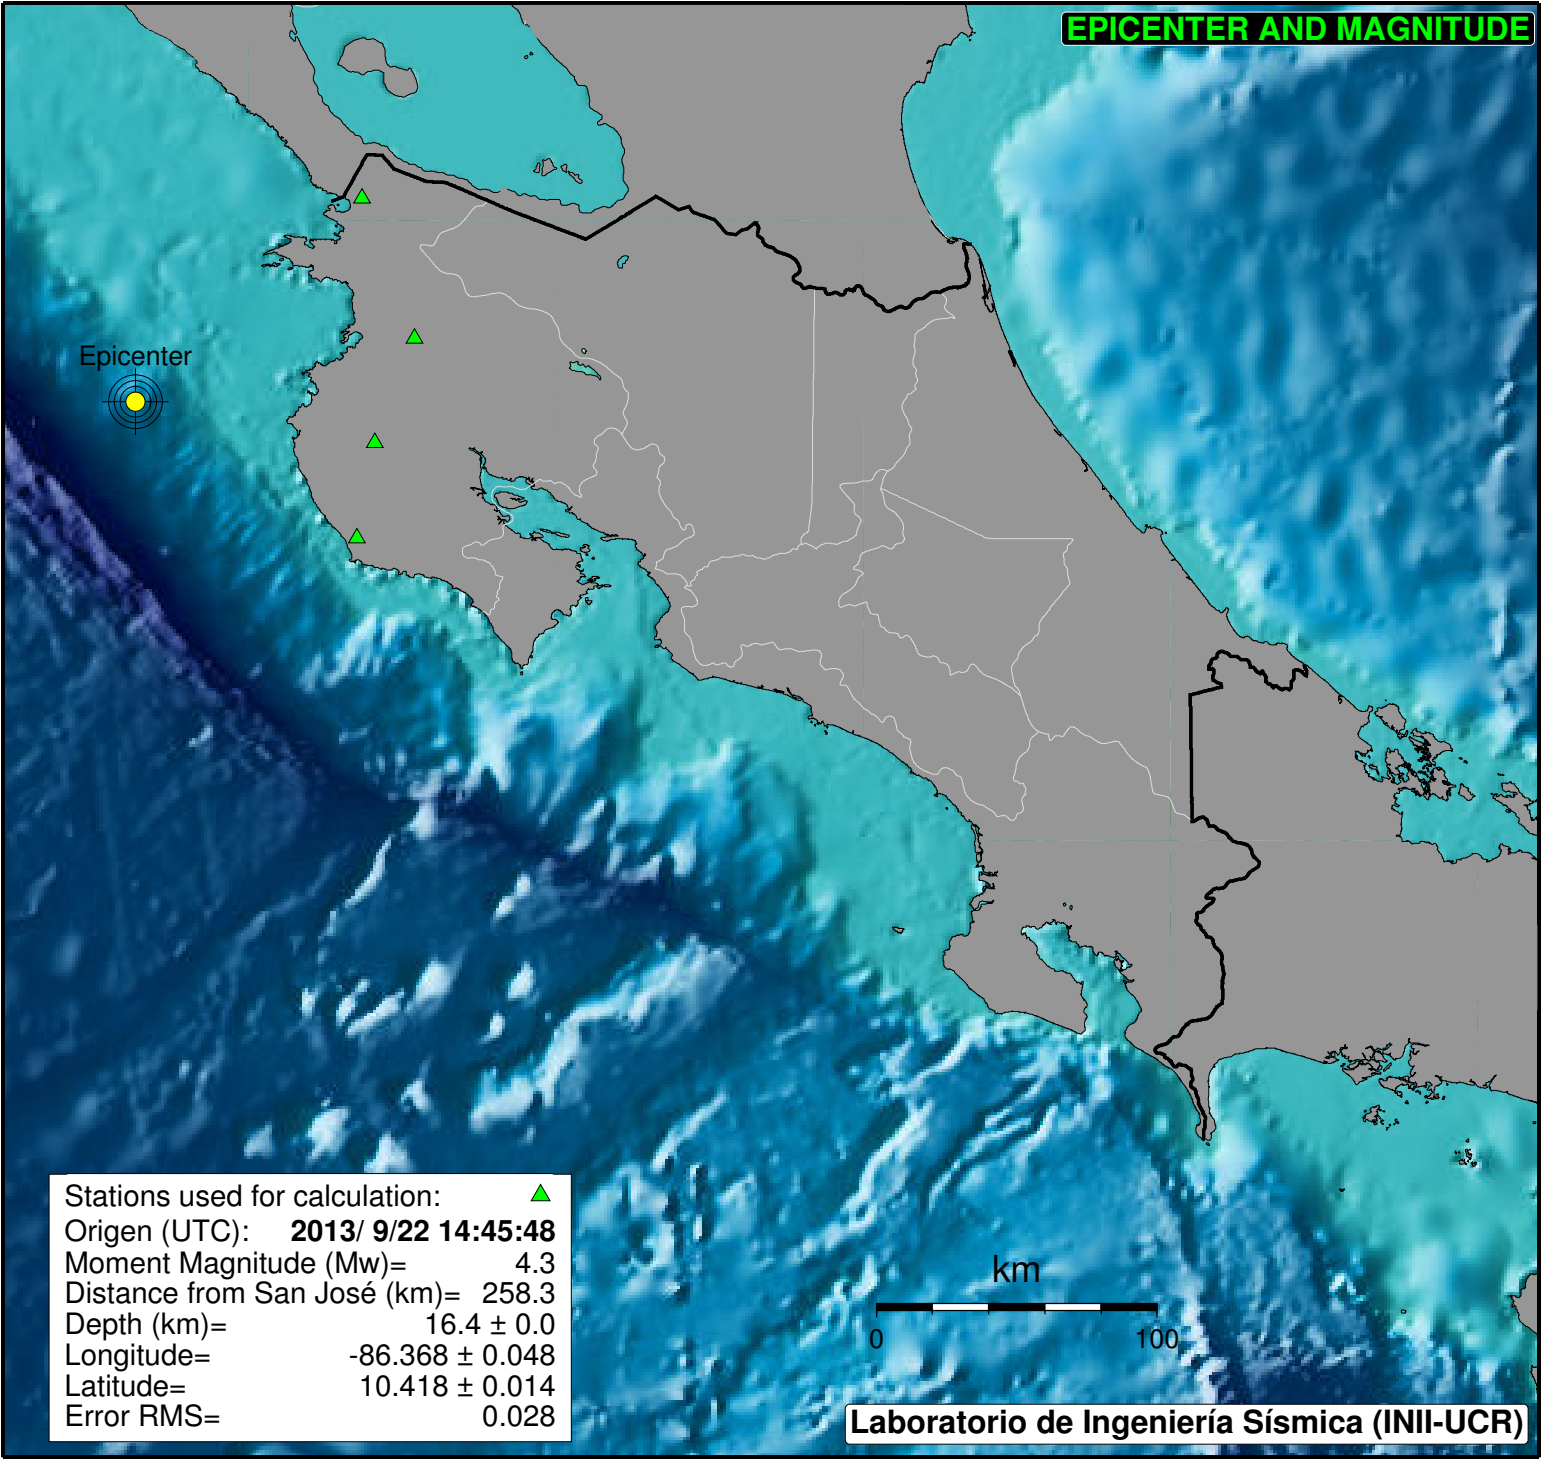 EPICENTER AND MAGNITUDE
Epicenter
Stations used for calculation:
Origen (UTC): 2013/ 9/22 14:45:48
Moment Magnitude (Mw)= 4.3
Distance from San José (km)= 258.3
Depth (km)= 16.4 ± 0.0
Longitude= -86.368 ± 0.048
Latitude= 10.418 ± 0.014
Error RMS= 0.028
km
0 100
Laboratorio de Ingeniería Sísmica (INII-UCR)